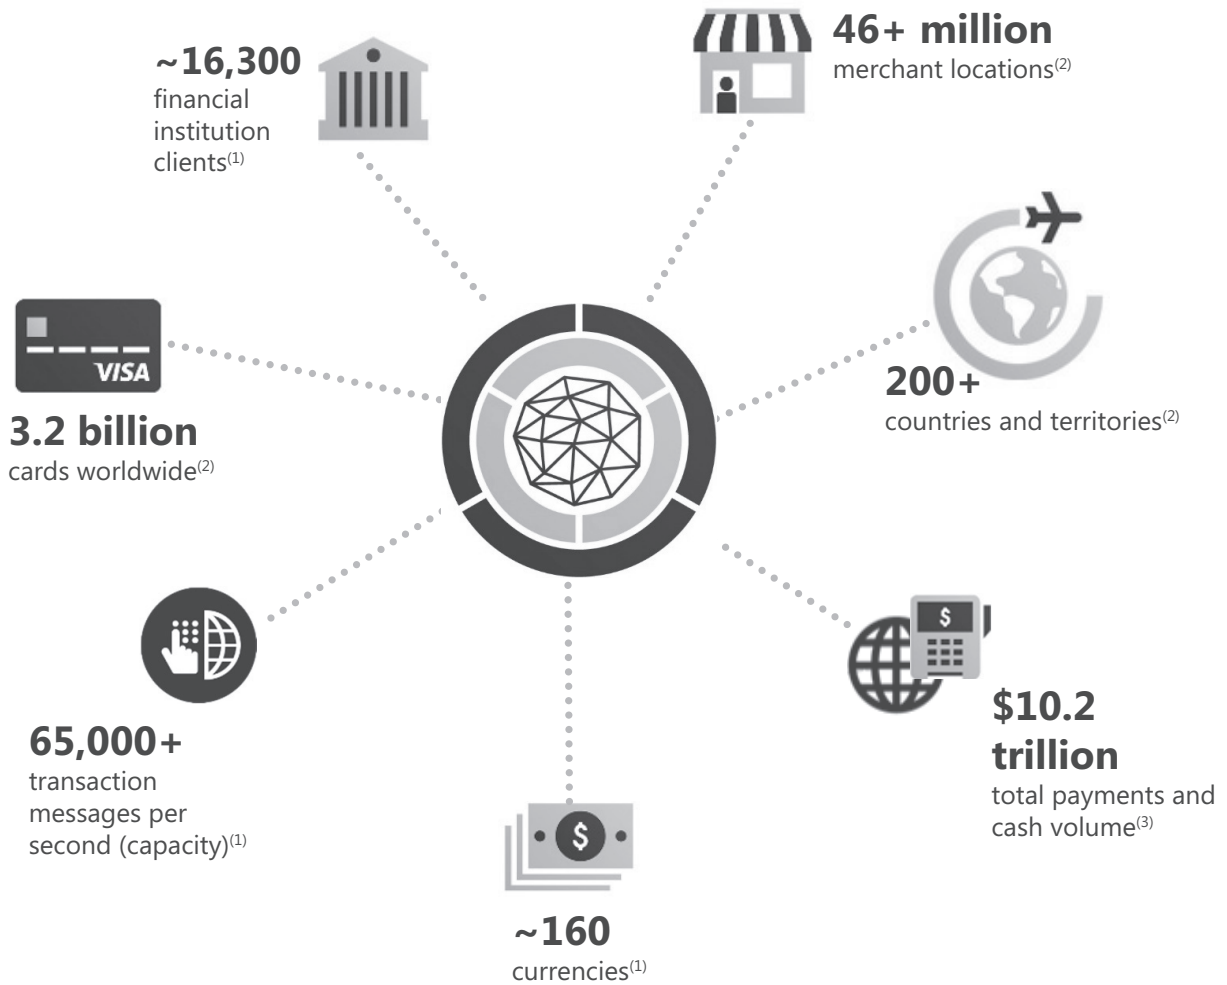 ~16,300
financial
institution
clients(1)
46+ million
merchant locations(2)
200+
countries and territories(2)
VISA
3.2 billion
cards worldwide(2)
$
$10.2
trillion
total payments and
cash volume(3)
65,000+
transaction
messages per
second (capacity)(1)
$
~160
currencies(1)